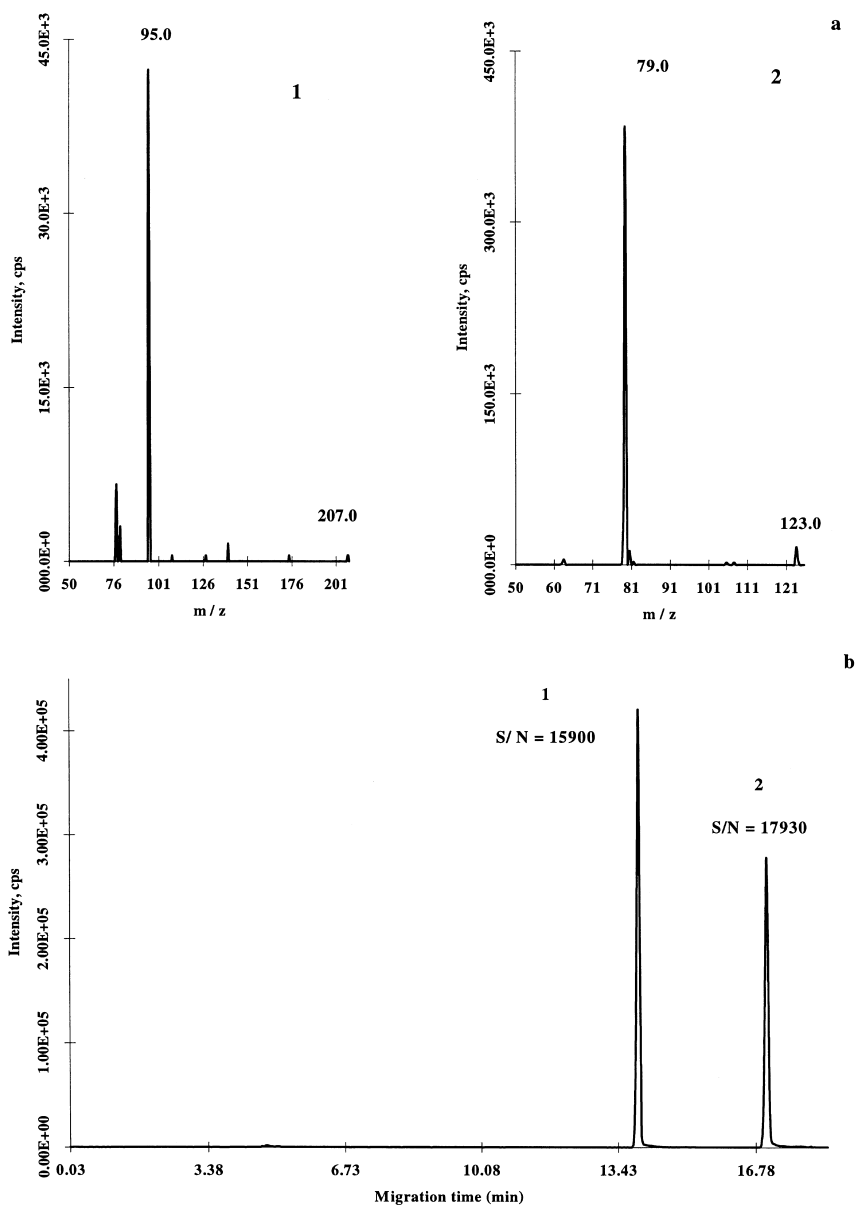 a
95.0
1
45.0E+3
30.0E+3
15.0E+3
000.0E+0
Intensity, cps
207.0
50 76 101 126 151 176 201
m / z
79.0
2
450.0E+3
300.0E+3
150.0E+3
000.0E+0
Intensity, cps
123.0
50 60 71 81 91 101 111 121
m / z
b
1
S/ N = 15900
2
S/N = 17930
4.00E+05
3.00E+05
2.00E+05
1.00E+05
0.00E+00
Intensity, cps
0.03 3.38 6.73 10.08 13.43 16.78
Migration time (min)